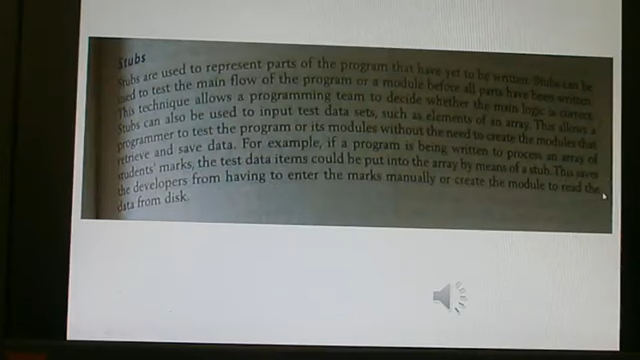 Stubs
Stubs are used to represent parts of the program that have yet to be written. Stubs can be
used to test the main flow of the program or a module before all parts have been written.
This technique allows a programming team to decide whether the main logic is correct.
Stubs can also be used to input test data sets, such as elements of an array. This allows a
programmer to test the program or its modules without the need to create the modules that
retrieve and save data. For example, if a program is being written to process an array of
students' marks, the test data items could be put into the array by means of a stub. This saves
the developers from having to enter the marks manually or create the module to read the
data from disk.